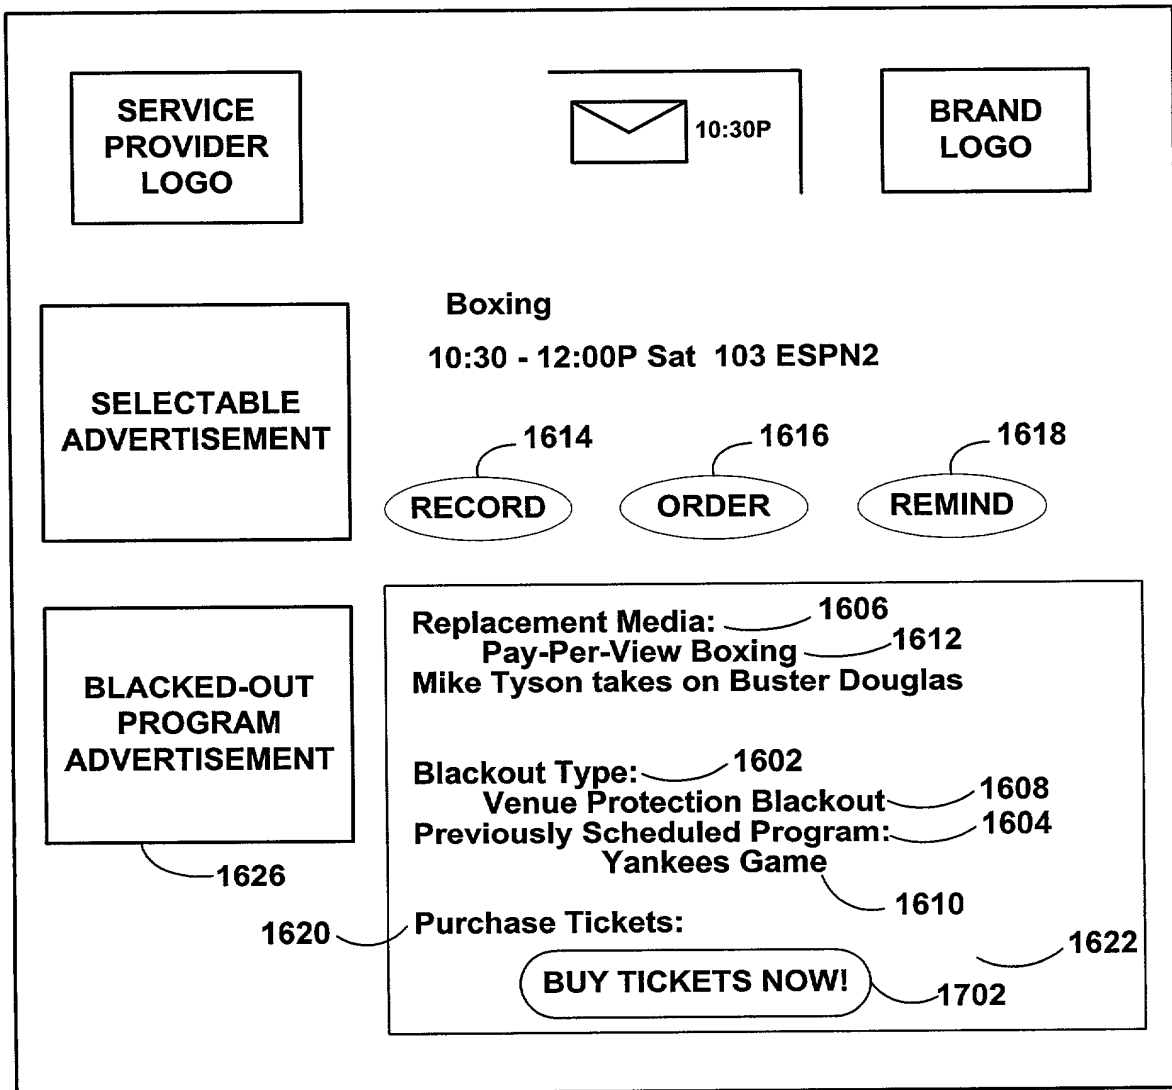 SERVICE
PROVIDER
LOGO
10:30P
BRAND
LOGO
Boxing
10:30 - 12:00P Sat 103 ESPN2
SELECTABLE
ADVERTISEMENT
1614
1616
1618
RECORD
ORDER
REMIND
BLACKED-OUT
PROGRAM
ADVERTISEMENT
1626
Replacement Media: 1606
Pay-Per-View Boxing 1612
Mike Tyson takes on Buster Douglas
Blackout Type: 1602
Venue Protection Blackout 1608
Previously Scheduled Program: 1604
Yankees Game
1610
1620 Purchase Tickets:
1622
BUY TICKETS NOW!
1702